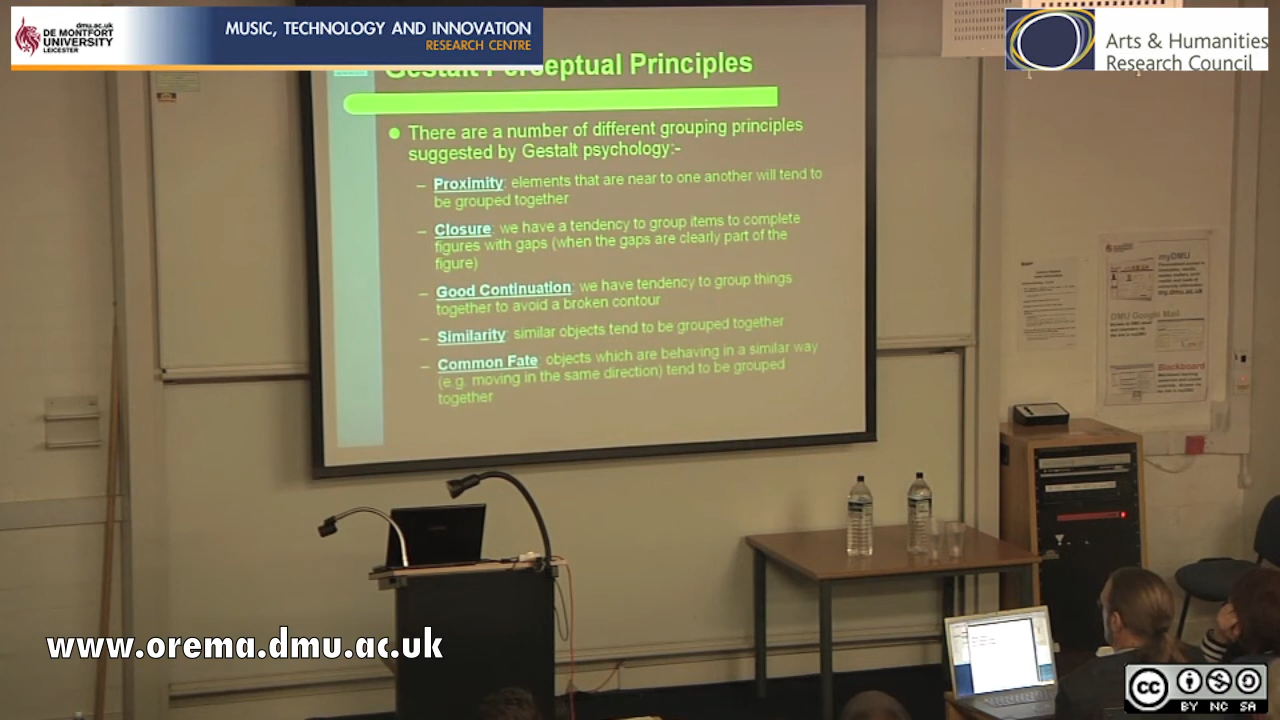 dmu.ac.uk
DE MONTFORT
UNIVERSITY
LEICESTER
MUSIC, TECHNOLOGY AND INNOVATION
RESEARCH CENTRE
Arts & Humanities
Research Council
Gestalt Perceptual Principles
There are a number of different grouping principles
suggested by Gestalt psychology:-
– Proximity: elements that are near to one another will tend to
be grouped together
– Closure: we have a tendency to group items to complete
figures with gaps (when the gaps are clearly part of the
figure)
– Good Continuation: we have tendency to group things
together to avoid a broken contour
– Similarity: similar objects tend to be grouped together
– Common Fate: objects which are behaving in a similar way
(e.g. moving in the same direction) tend to be grouped
together
myDMU
DMU Google Mail
Blackboard
www.orema.dmu.ac.uk
cc
BY NC SA